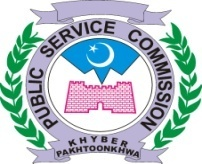 PUBLIC SERVICE COMMISSION
KHYBER
PAKHTOONKHWA